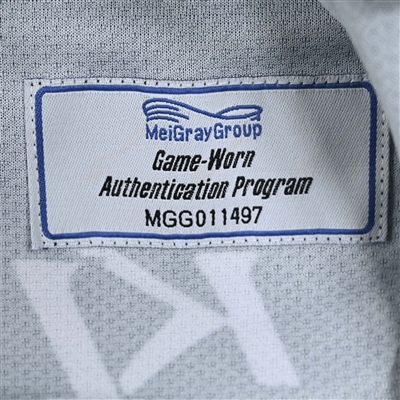 MeiGrayGroup
Game-Worn
Authentication Program
MGG011497